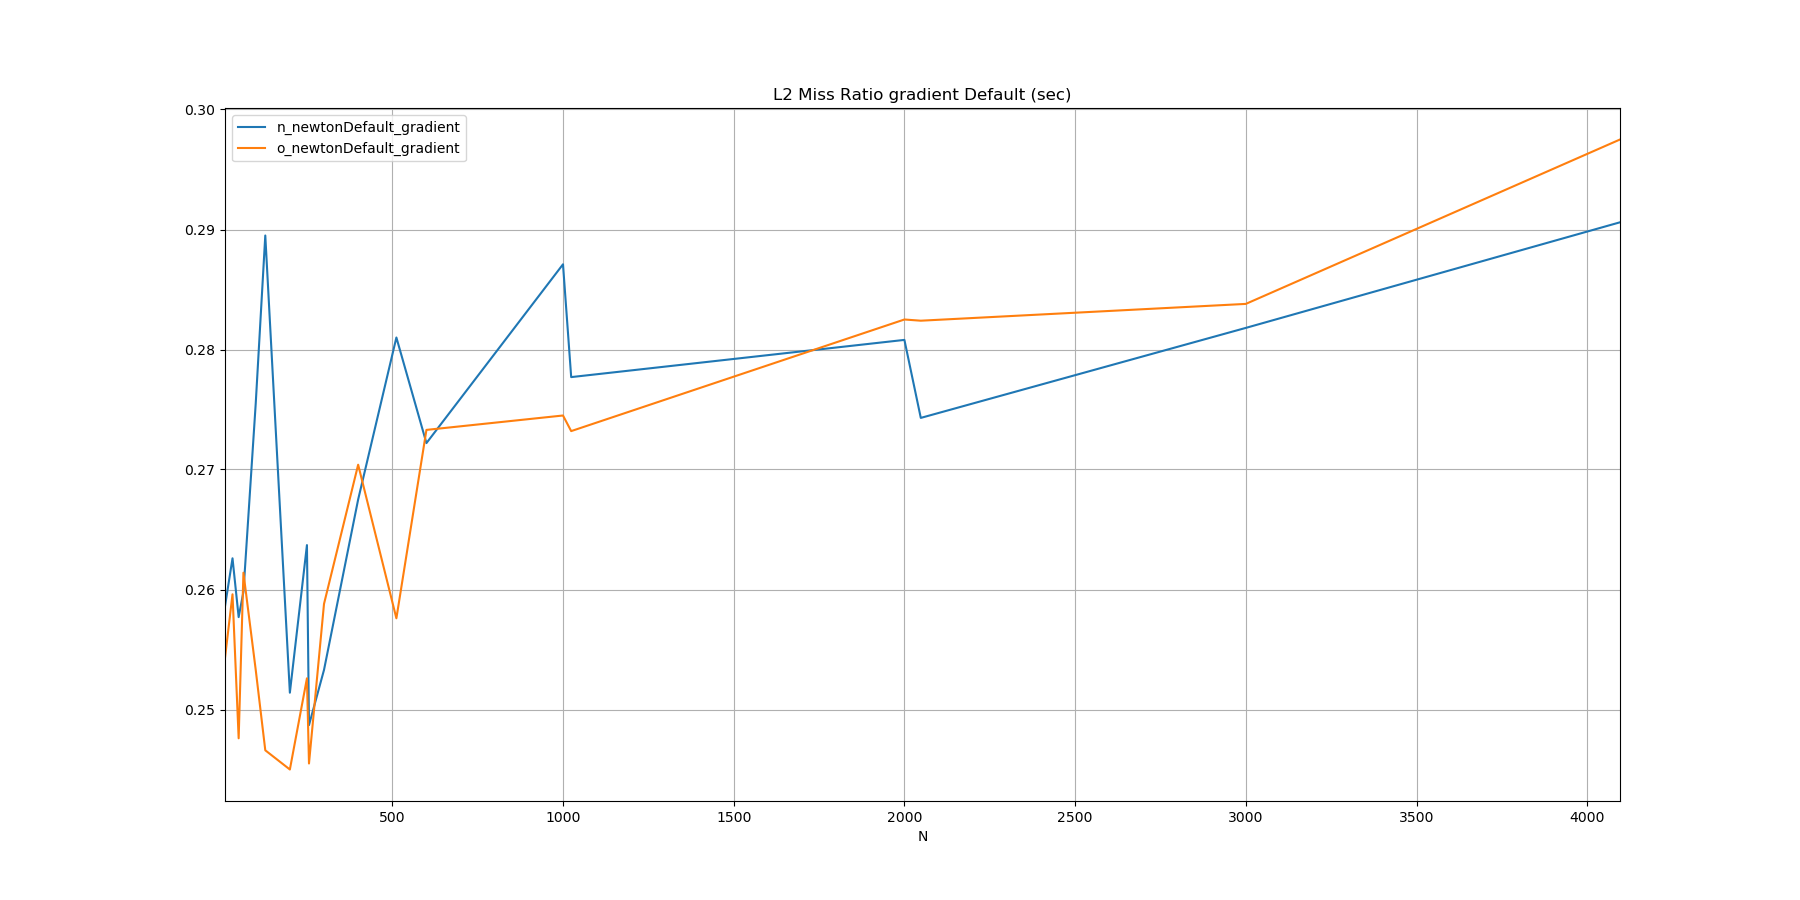 L2 Miss Ratio gradient Default (sec)
0.30
0.29
0.28
0.27
0.26
0.25
n_newtonDefault_gradient
o_newtonDefault_gradient
500 1000 1500 2000 2500 3000 3500 4000
N